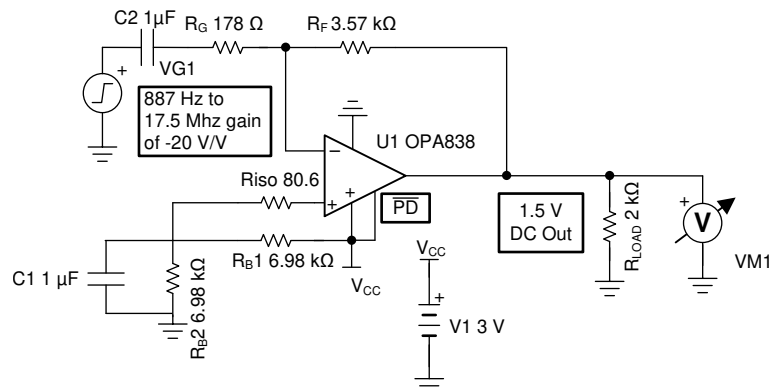 C2 1µF
R_G 178 Ω
R_F 3.57 kΩ
+
VG1
887 Hz to
17.5 Mhz gain
of -20 V/V
U1 OPA838
−
+
+
Riso 80.6
PD
1.5 V
DC Out
R_LOAD 2 kΩ
+
V
VM1
R_B1 6.98 kΩ
V_CC
V_CC
C1 1 µF
R_B2 6.98 kΩ
+
V1 3 V